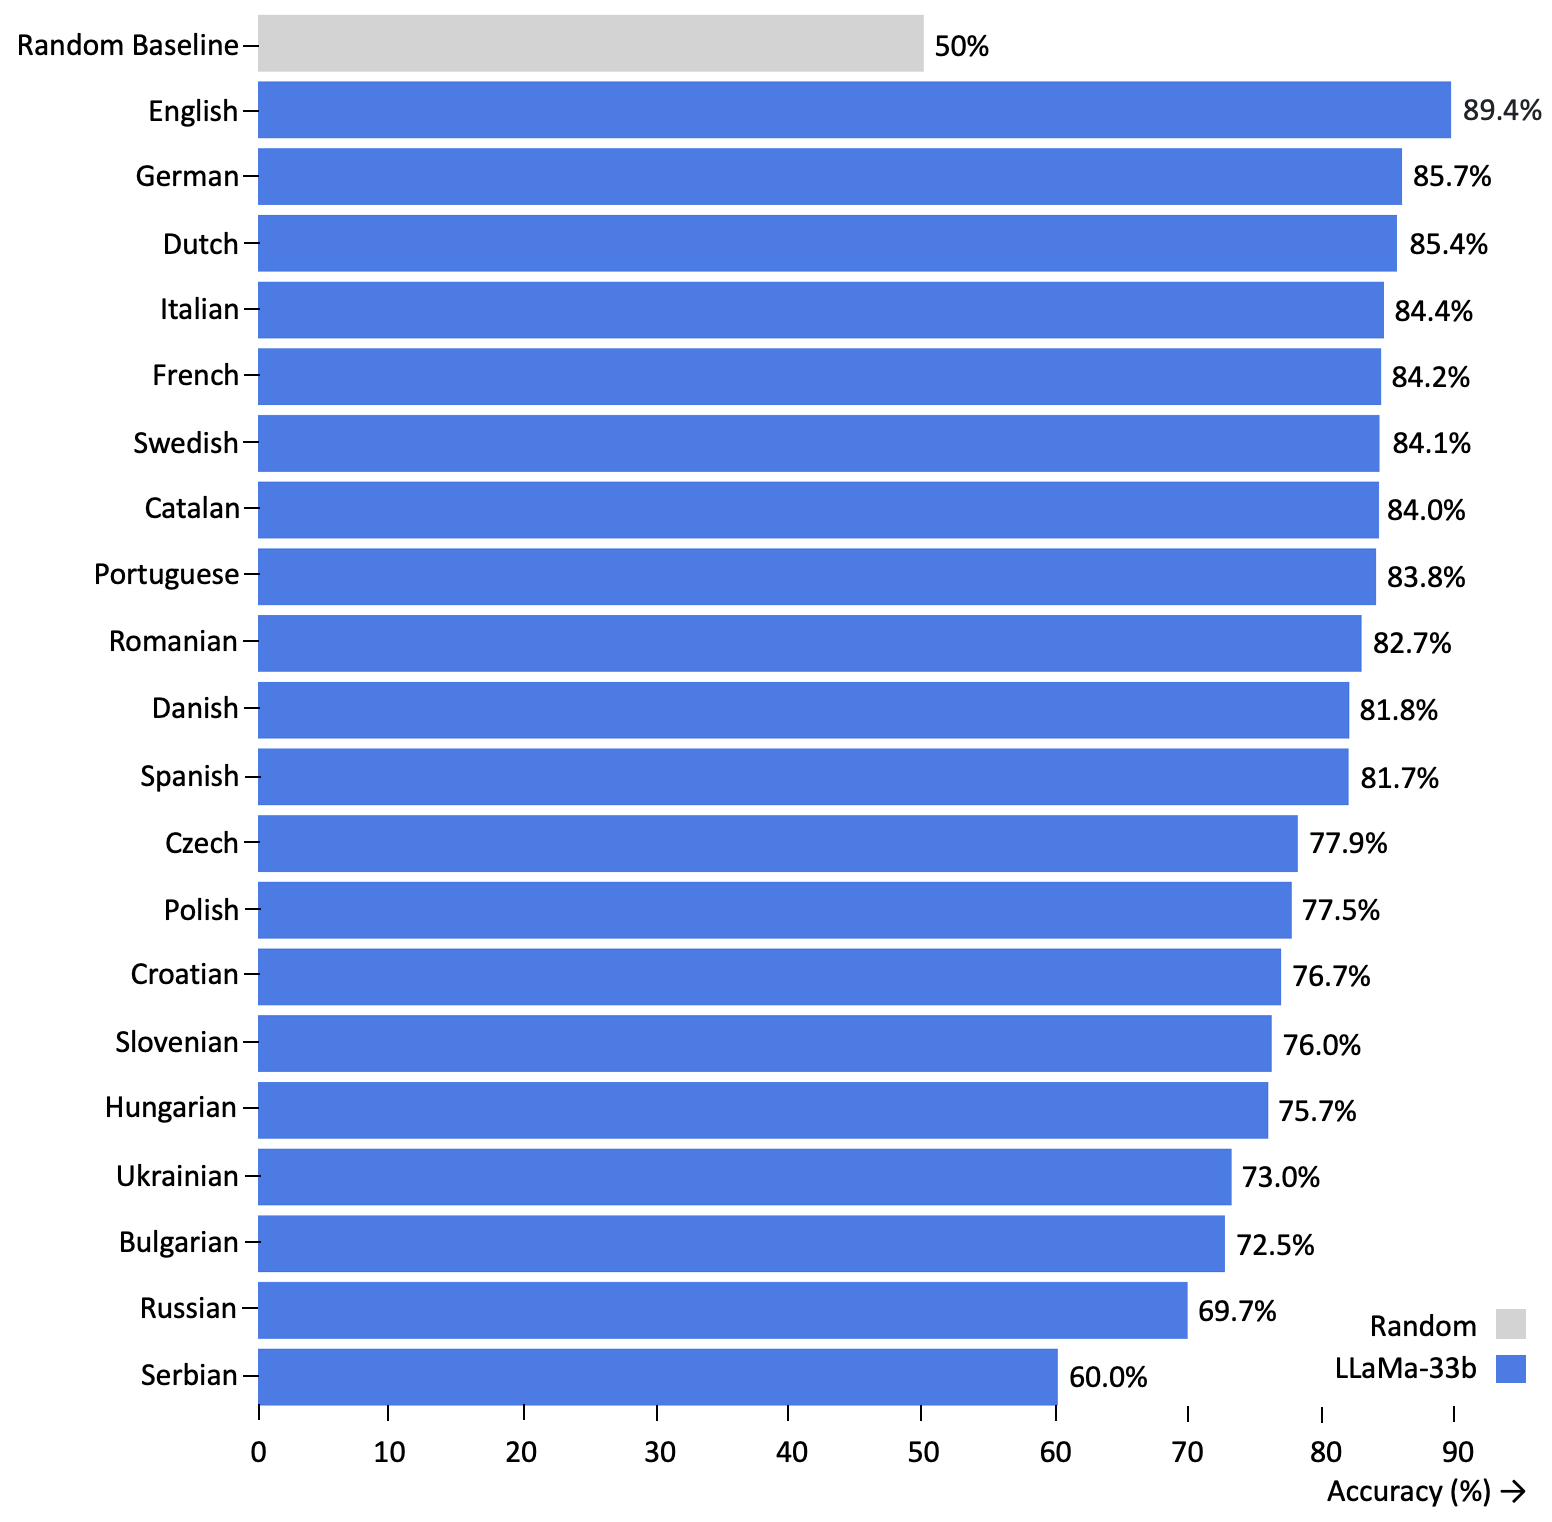 Random Baseline 50%
English 89.4%
German 85.7%
Dutch 85.4%
Italian 84.4%
French 84.2%
Swedish 84.1%
Catalan 84.0%
Portuguese 83.8%
Romanian 82.7%
Danish 81.8%
Spanish 81.7%
Czech 77.9%
Polish 77.5%
Croatian 76.7%
Slovenian 76.0%
Hungarian 75.7%
Ukrainian 73.0%
Bulgarian 72.5%
Russian 69.7%
Serbian 60.0%
Random
LLaMa-33b
0 10 20 30 40 50 60 70 80 90
Accuracy (%) →